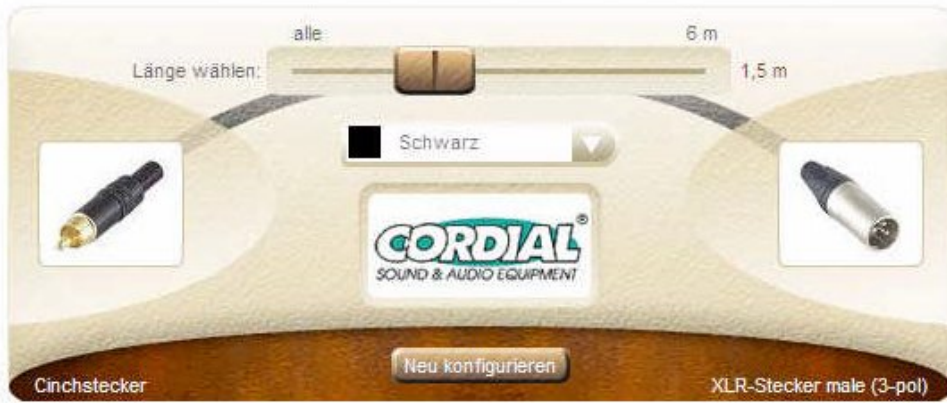 alle 6 m
Länge wählen: 1,5 m
Schwarz
CORDIAL®
SOUND & AUDIO EQUIPMENT
Neu konfigurieren
Cinchstecker XLR-Stecker male (3-pol)